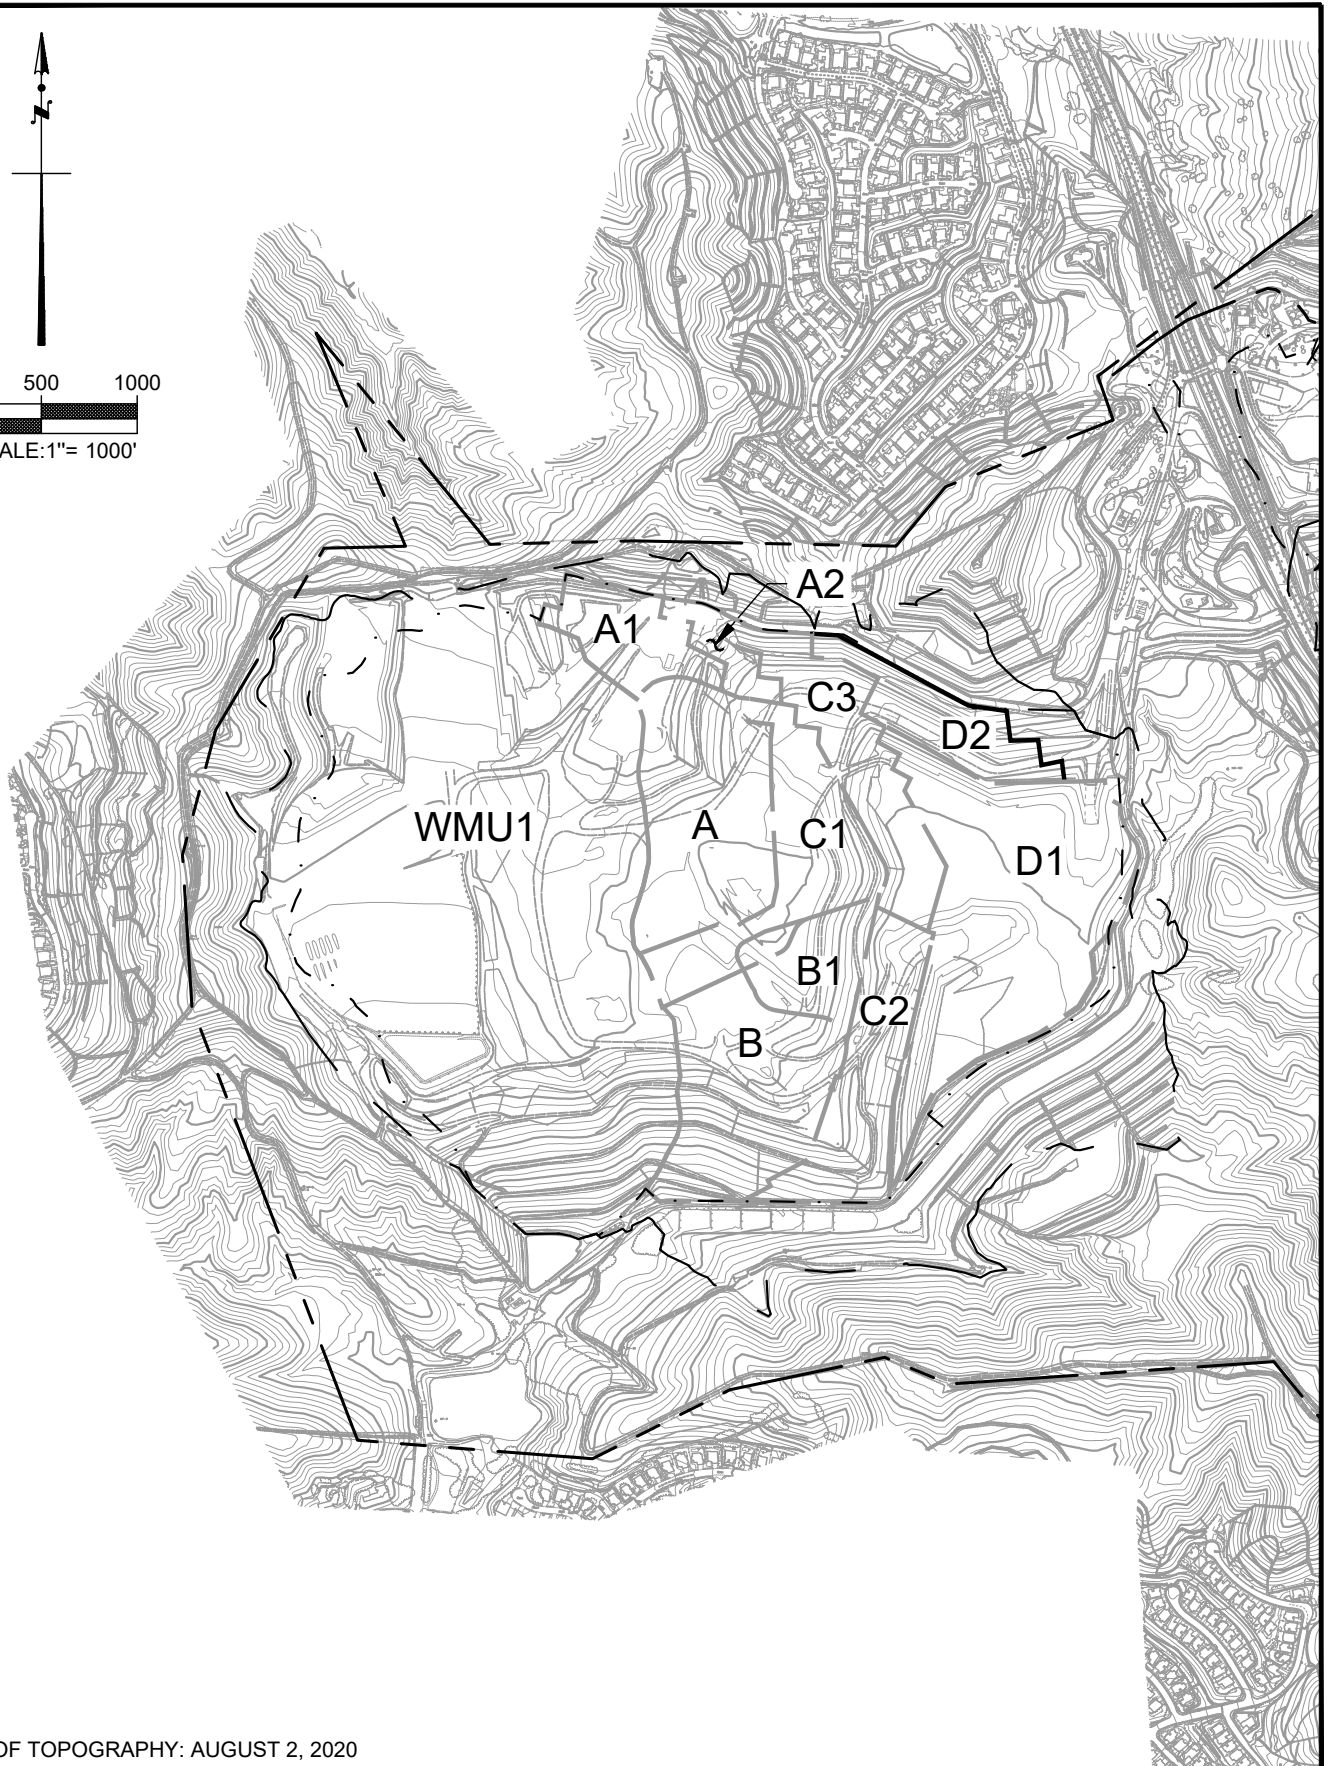 N
500 1000
ALE:1"= 1000'
A2
A1
C3
D2
WMU1
A
C1
D1
B1
C2
B
OF TOPOGRAPHY: AUGUST 2, 2020